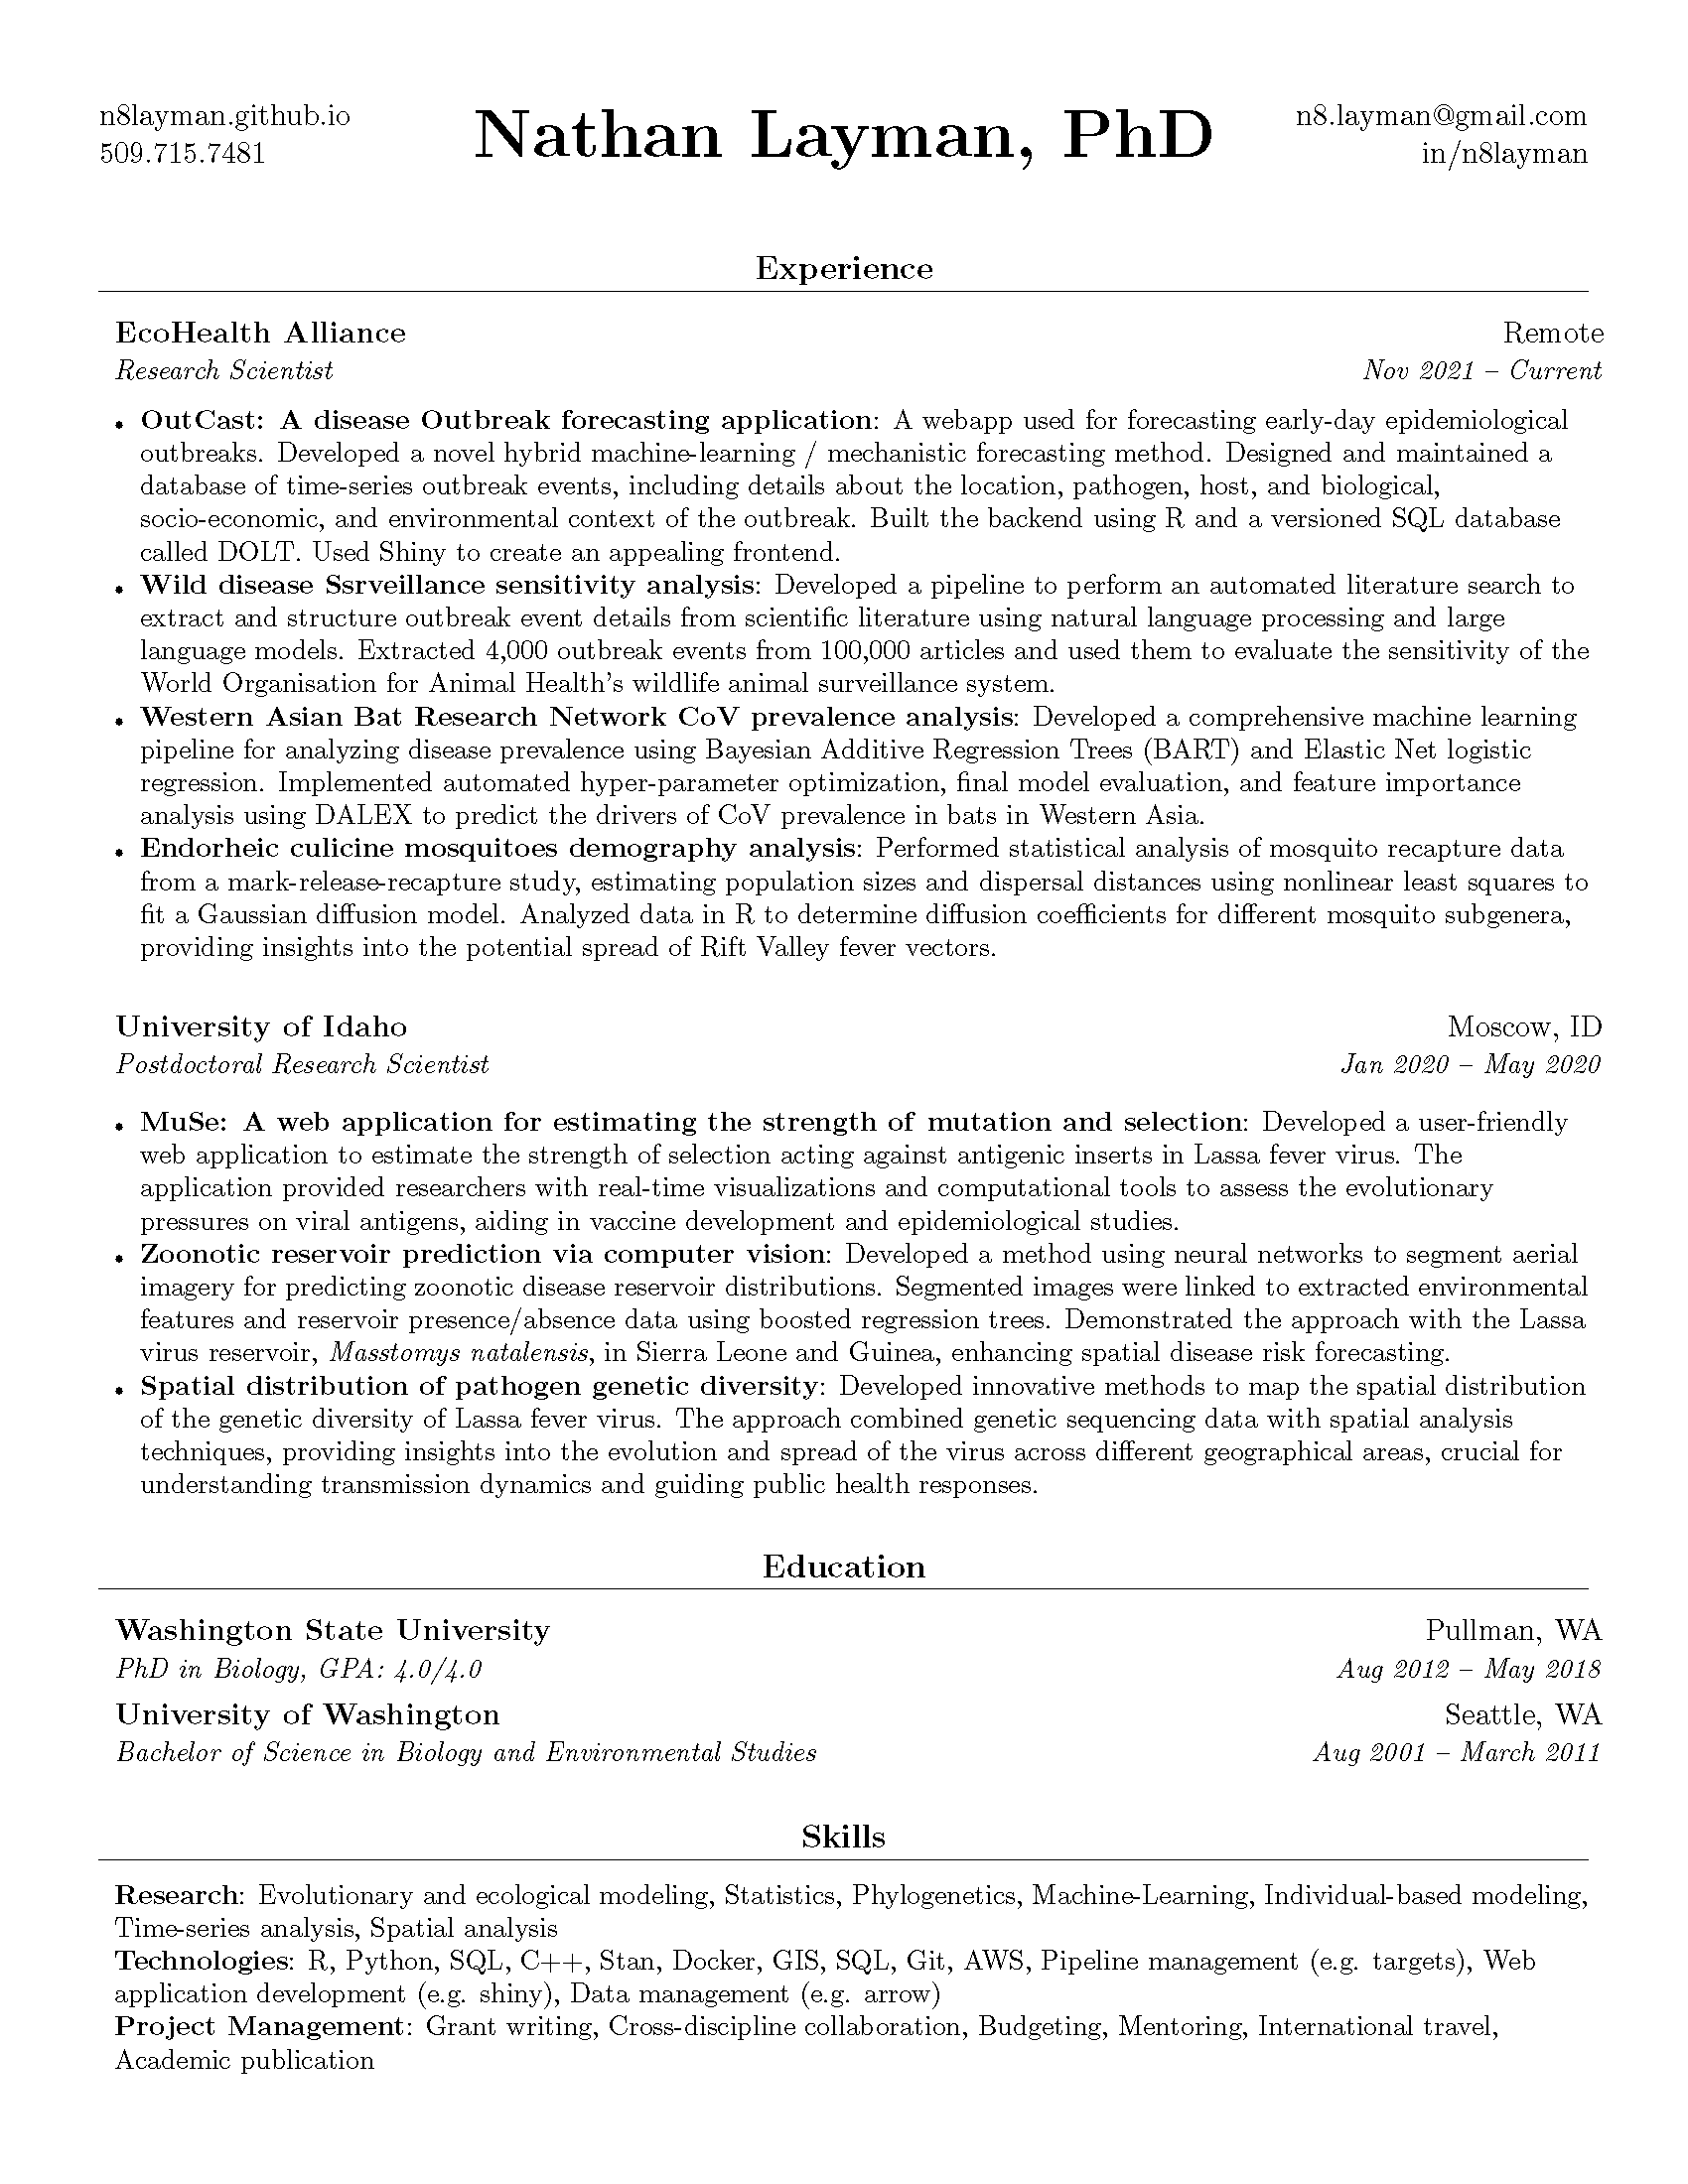 n8layman.github.io
509.715.7481
Nathan Layman, PhD
n8.layman@gmail.com
in/n8layman
Experience
EcoHealth Alliance Remote
Research Scientist Nov 2021 – Current
• OutCast: A disease Outbreak forecasting application: A webapp used for forecasting early-day epidemiological
outbreaks. Developed a novel hybrid machine-learning / mechanistic forecasting method. Designed and maintained a
database of time-series outbreak events, including details about the location, pathogen, host, and biological,
socio-economic, and environmental context of the outbreak. Built the backend using R and a versioned SQL database
called DOLT. Used Shiny to create an appealing frontend.
• Wild disease Ssrveillance sensitivity analysis: Developed a pipeline to perform an automated literature search to
extract and structure outbreak event details from scientific literature using natural language processing and large
language models. Extracted 4,000 outbreak events from 100,000 articles and used them to evaluate the sensitivity of the
World Organisation for Animal Health's wildlife animal surveillance system.
• Western Asian Bat Research Network CoV prevalence analysis: Developed a comprehensive machine learning
pipeline for analyzing disease prevalence using Bayesian Additive Regression Trees (BART) and Elastic Net logistic
regression. Implemented automated hyper-parameter optimization, final model evaluation, and feature importance
analysis using DALEX to predict the drivers of CoV prevalence in bats in Western Asia.
• Endorheic culicine mosquitoes demography analysis: Performed statistical analysis of mosquito recapture data
from a mark-release-recapture study, estimating population sizes and dispersal distances using nonlinear least squares to
fit a Gaussian diffusion model. Analyzed data in R to determine diffusion coefficients for different mosquito subgenera,
providing insights into the potential spread of Rift Valley fever vectors.
University of Idaho Moscow, ID
Postdoctoral Research Scientist Jan 2020 – May 2020
• MuSe: A web application for estimating the strength of mutation and selection: Developed a user-friendly
web application to estimate the strength of selection acting against antigenic inserts in Lassa fever virus. The
application provided researchers with real-time visualizations and computational tools to assess the evolutionary
pressures on viral antigens, aiding in vaccine development and epidemiological studies.
• Zoonotic reservoir prediction via computer vision: Developed a method using neural networks to segment aerial
imagery for predicting zoonotic disease reservoir distributions. Segmented images were linked to extracted environmental
features and reservoir presence/absence data using boosted regression trees. Demonstrated the approach with the Lassa
virus reservoir, Masstomys natalensis, in Sierra Leone and Guinea, enhancing spatial disease risk forecasting.
• Spatial distribution of pathogen genetic diversity: Developed innovative methods to map the spatial distribution
of the genetic diversity of Lassa fever virus. The approach combined genetic sequencing data with spatial analysis
techniques, providing insights into the evolution and spread of the virus across different geographical areas, crucial for
understanding transmission dynamics and guiding public health responses.
Education
Washington State University Pullman, WA
PhD in Biology, GPA: 4.0/4.0 Aug 2012 – May 2018
University of Washington Seattle, WA
Bachelor of Science in Biology and Environmental Studies Aug 2001 – March 2011
Skills
Research: Evolutionary and ecological modeling, Statistics, Phylogenetics, Machine-Learning, Individual-based modeling,
Time-series analysis, Spatial analysis
Technologies: R, Python, SQL, C++, Stan, Docker, GIS, SQL, Git, AWS, Pipeline management (e.g. targets), Web
application development (e.g. shiny), Data management (e.g. arrow)
Project Management: Grant writing, Cross-discipline collaboration, Budgeting, Mentoring, International travel,
Academic publication